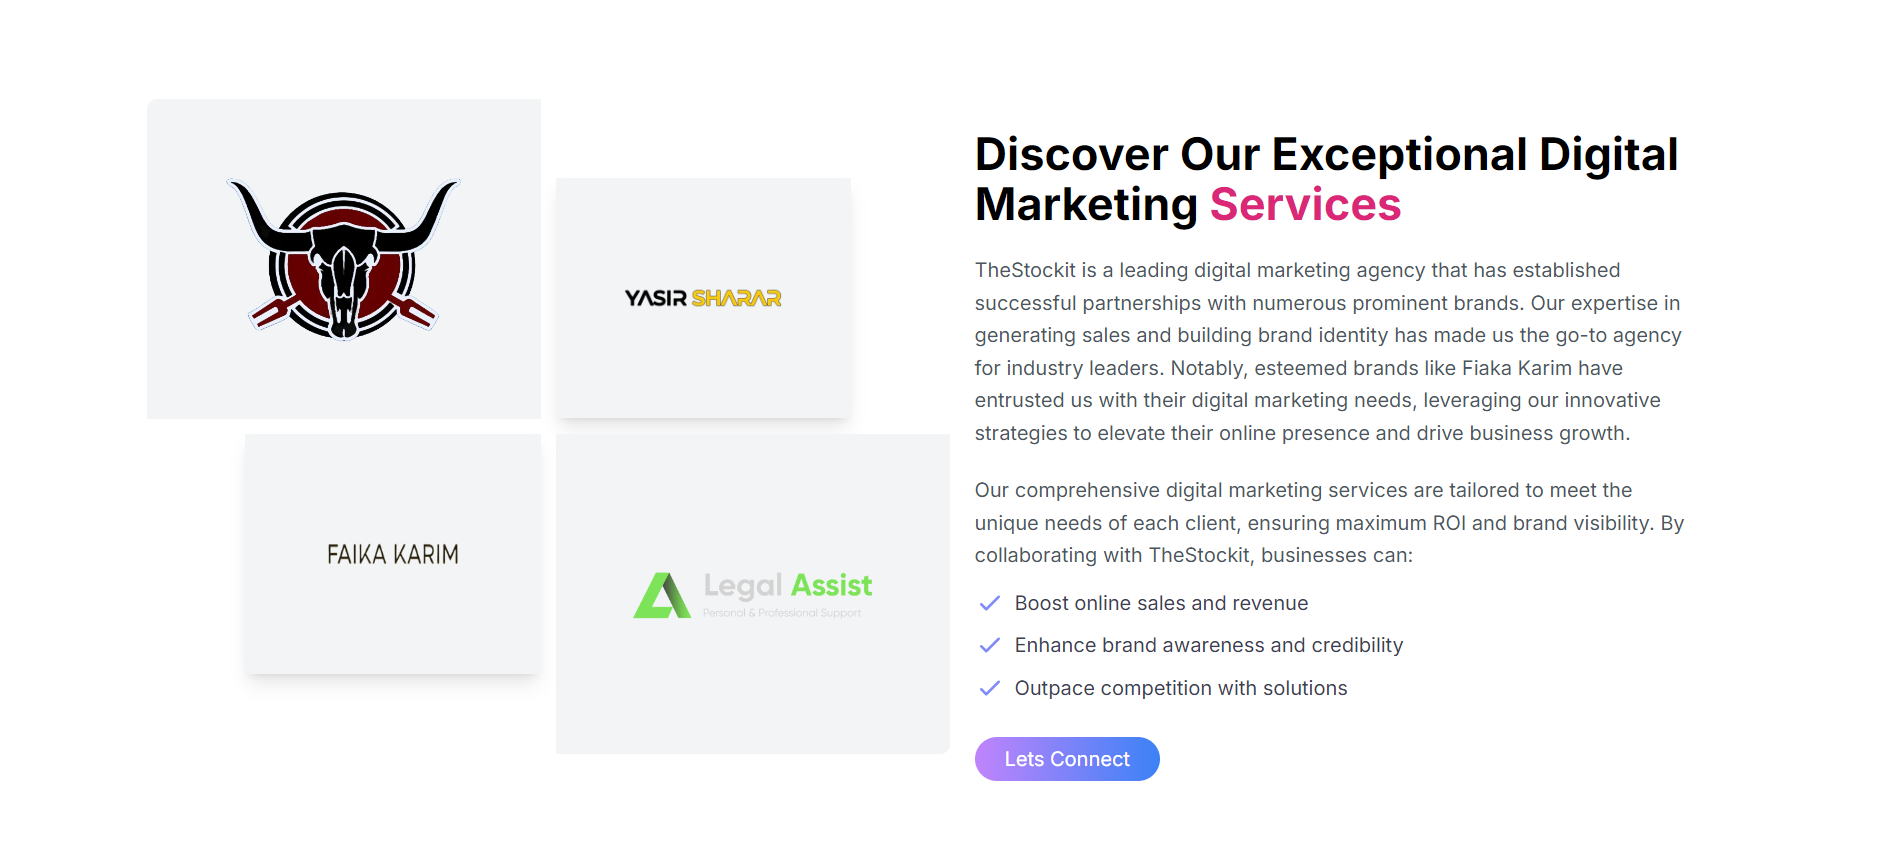 YASIR SHARAR
FAIKA KARIM
Legal Assist
Personal & Professional Support
Discover Our Exceptional Digital
Marketing Services
TheStockit is a leading digital marketing agency that has established
successful partnerships with numerous prominent brands. Our expertise in
generating sales and building brand identity has made us the go-to agency
for industry leaders. Notably, esteemed brands like Fiaka Karim have
entrusted us with their digital marketing needs, leveraging our innovative
strategies to elevate their online presence and drive business growth.
Our comprehensive digital marketing services are tailored to meet the
unique needs of each client, ensuring maximum ROI and brand visibility. By
collaborating with TheStockit, businesses can:
Boost online sales and revenue
Enhance brand awareness and credibility
Outpace competition with solutions
Lets Connect